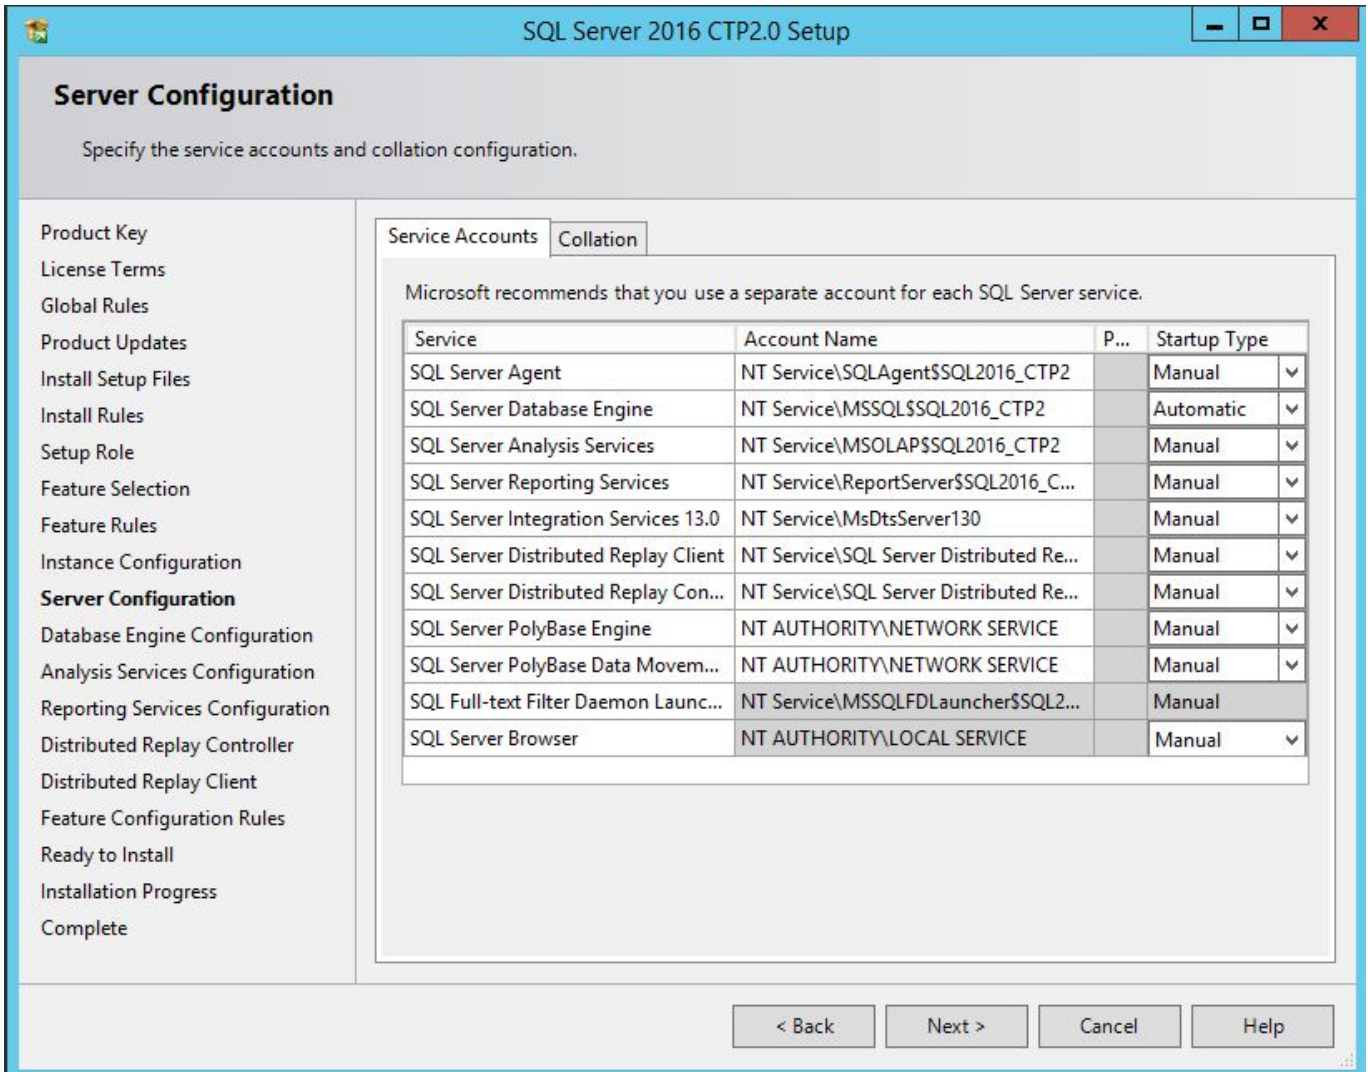 SQL Server 2016 CTP2.0 Setup
Server Configuration
Specify the service accounts and collation configuration.
Product Key
License Terms
Global Rules
Product Updates
Install Setup Files
Install Rules
Setup Role
Feature Selection
Feature Rules
Instance Configuration
Server Configuration
Database Engine Configuration
Analysis Services Configuration
Reporting Services Configuration
Distributed Replay Controller
Distributed Replay Client
Feature Configuration Rules
Ready to Install
Installation Progress
Complete
Service Accounts Collation
Microsoft recommends that you use a separate account for each SQL Server service.
Service Account Name P... Startup Type
SQL Server Agent NT Service\SQLAgent$SQL2016_CTP2 Manual
SQL Server Database Engine NT Service\MSSQL$SQL2016_CTP2 Automatic
SQL Server Analysis Services NT Service\MSOLAP$SQL2016_CTP2 Manual
SQL Server Reporting Services NT Service\ReportServer$SQL2016_C... Manual
SQL Server Integration Services 13.0 NT Service\MsDtsServer130 Manual
SQL Server Distributed Replay Client NT Service\SQL Server Distributed Re... Manual
SQL Server Distributed Replay Con... NT Service\SQL Server Distributed Re... Manual
SQL Server PolyBase Engine NT AUTHORITY\NETWORK SERVICE Manual
SQL Server PolyBase Data Movem... NT AUTHORITY\NETWORK SERVICE Manual
SQL Full-text Filter Daemon Launc... NT Service\MSSQLFDLauncher$SQL2... Manual
SQL Server Browser NT AUTHORITY\LOCAL SERVICE Manual
< Back Next > Cancel Help